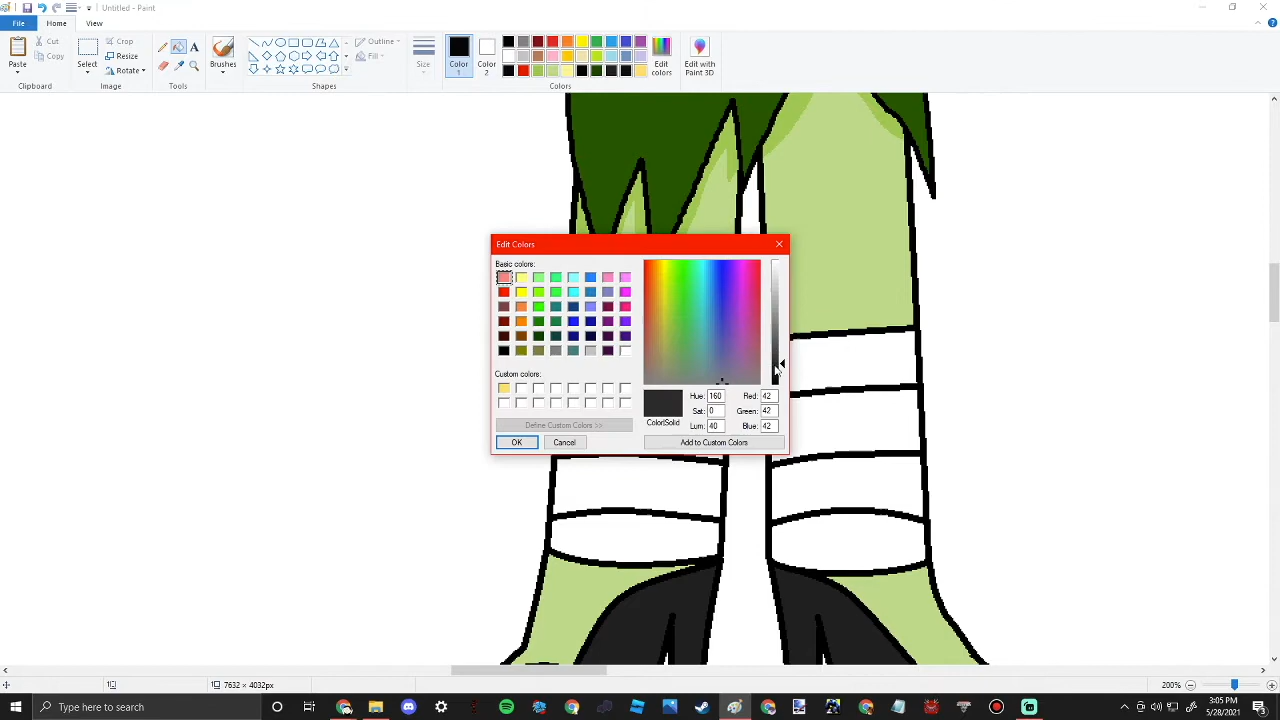 Untitled - Paint
File Home View
Paste
Cut
Copy
Clipboard
Select
Crop
Resize
Rotate
Image
A
Tools
Brushes
Outline
Fill
Shapes
Size
Color 1
Color 2
Edit colors
Colors
Edit with Paint 3D
Edit Colors
Basic colors:
Custom colors:
Define Custom Colors >>
OK
Cancel
Color|Solid
Hue: 160
Sat: 0
Lum: 40
Red: 42
Green: 42
Blue: 42
Add to Custom Colors
7632 × 4032px
200%
Type here to search
3:05 PM
5/28/2021